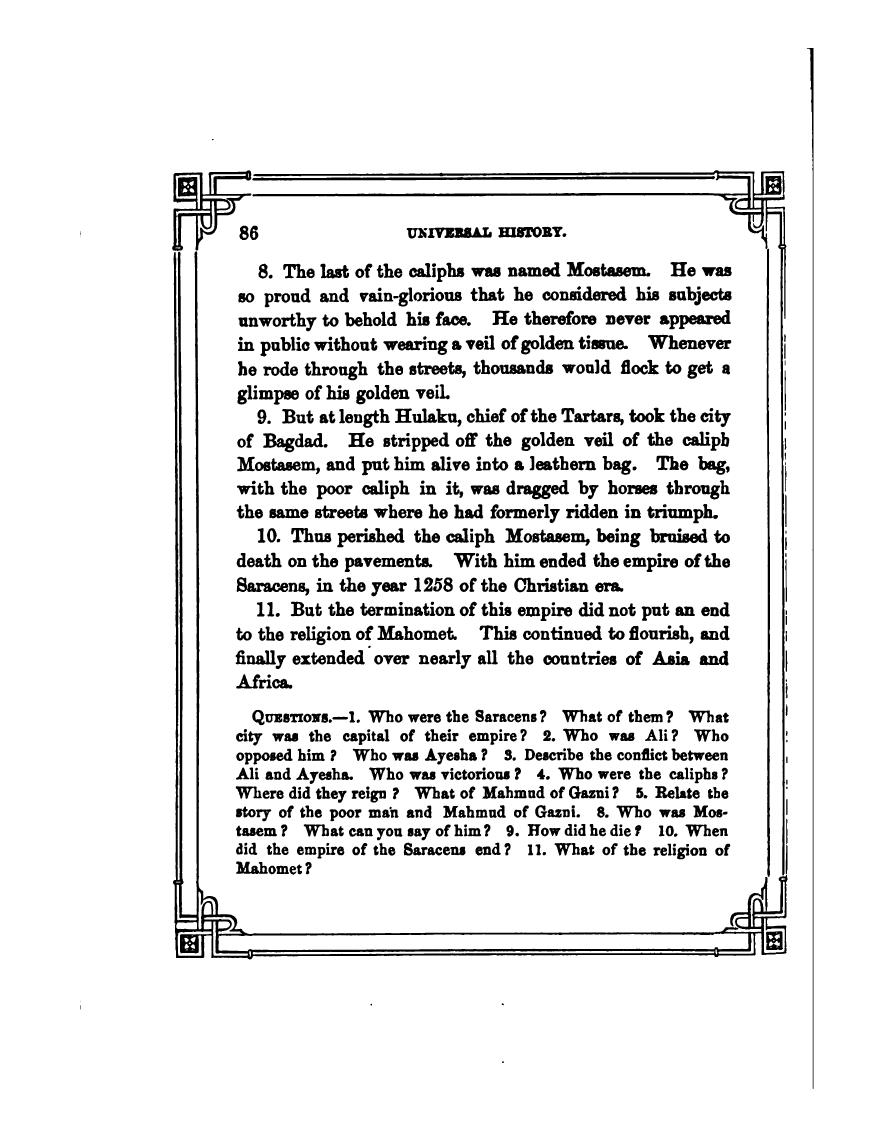 86 UNIVERSAL HISTORY.
8. The last of the caliphs was named Mostasem. He was
so proud and vain-glorious that he considered his subjects
unworthy to behold his face. He therefore never appeared
in public without wearing a veil of golden tissue. Whenever
he rode through the streets, thousands would flock to get a
glimpse of his golden veil.
9. But at length Hulaku, chief of the Tartars, took the city
of Bagdad. He stripped off the golden veil of the caliph
Mostasem, and put him alive into a leathern bag. The bag,
with the poor caliph in it, was dragged by horses through
the same streets where he had formerly ridden in triumph.
10. Thus perished the caliph Mostasem, being bruised to
death on the pavements. With him ended the empire of the
Saracens, in the year 1258 of the Christian era.
11. But the termination of this empire did not put an end
to the religion of Mahomet. This continued to flourish, and
finally extended over nearly all the countries of Asia and
Africa.
QUESTIONS.—1. Who were the Saracens? What of them? What
city was the capital of their empire? 2. Who was Ali? Who
opposed him? Who was Ayesha? 3. Describe the conflict between
Ali and Ayesha. Who was victorious? 4. Who were the caliphs?
Where did they reign? What of Mahmud of Gazni? 5. Relate the
story of the poor man and Mahmud of Gazni. 8. Who was Mos-
tasem? What can you say of him? 9. How did he die? 10. When
did the empire of the Saracens end? 11. What of the religion of
Mahomet?